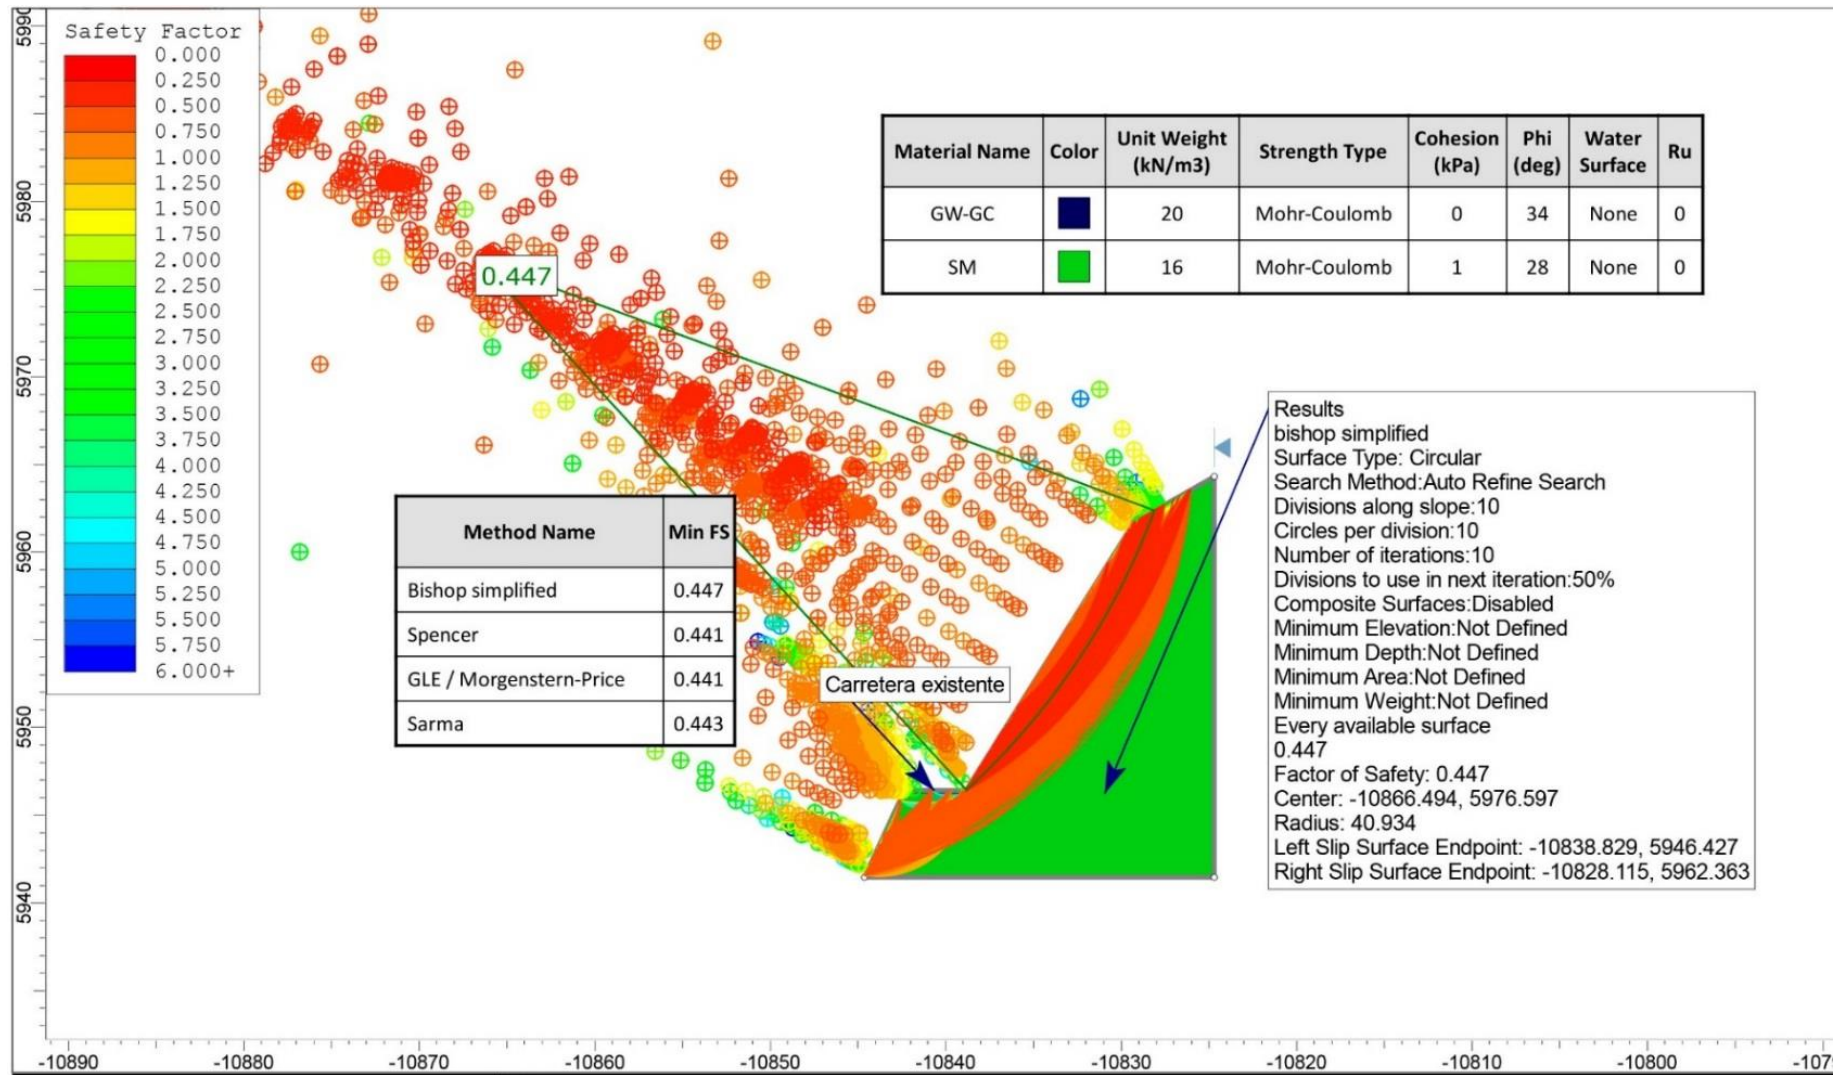 Safety Factor
0.000
0.250
0.500
0.750
1.000
1.250
1.500
1.750
2.000
2.250
2.500
2.750
3.000
3.250
3.500
3.750
4.000
4.250
4.500
4.750
5.000
5.250
5.500
5.750
6.000+
5990
5980
5970
5960
5950
5940
0.447
Material Name Color Unit Weight (kN/m3) Strength Type Cohesion (kPa) Phi (deg) Water Surface Ru
GW-GC 20 Mohr-Coulomb 0 34 None 0
SM 16 Mohr-Coulomb 1 28 None 0
Method Name Min FS
Bishop simplified 0.447
Spencer 0.441
GLE / Morgenstern-Price 0.441
Sarma 0.443
Carretera existente
Results
bishop simplified
Surface Type: Circular
Search Method:Auto Refine Search
Divisions along slope:10
Circles per division:10
Number of iterations:10
Divisions to use in next iteration:50%
Composite Surfaces:Disabled
Minimum Elevation:Not Defined
Minimum Depth:Not Defined
Minimum Area:Not Defined
Minimum Weight:Not Defined
Every available surface
0.447
Factor of Safety: 0.447
Center: -10866.494, 5976.597
Radius: 40.934
Left Slip Surface Endpoint: -10838.829, 5946.427
Right Slip Surface Endpoint: -10828.115, 5962.363
-10890 -10880 -10870 -10860 -10850 -10840 -10830 -10820 -10810 -10800